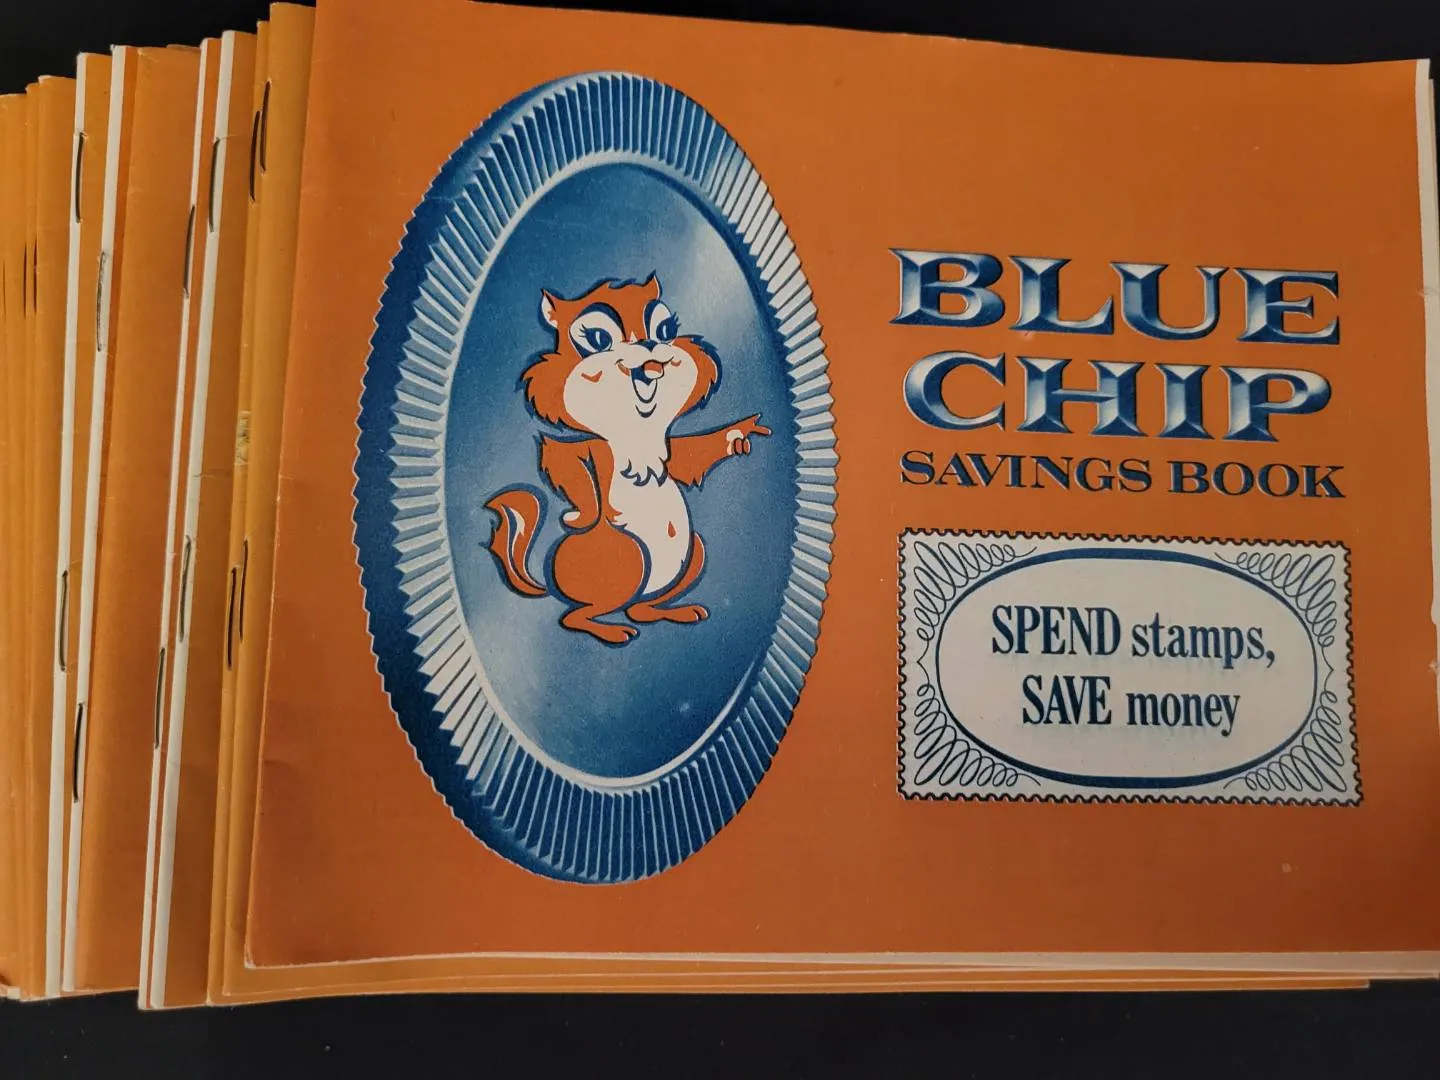 BLUE
CHIP
SAVINGS BOOK
SPEND stamps,
SAVE money